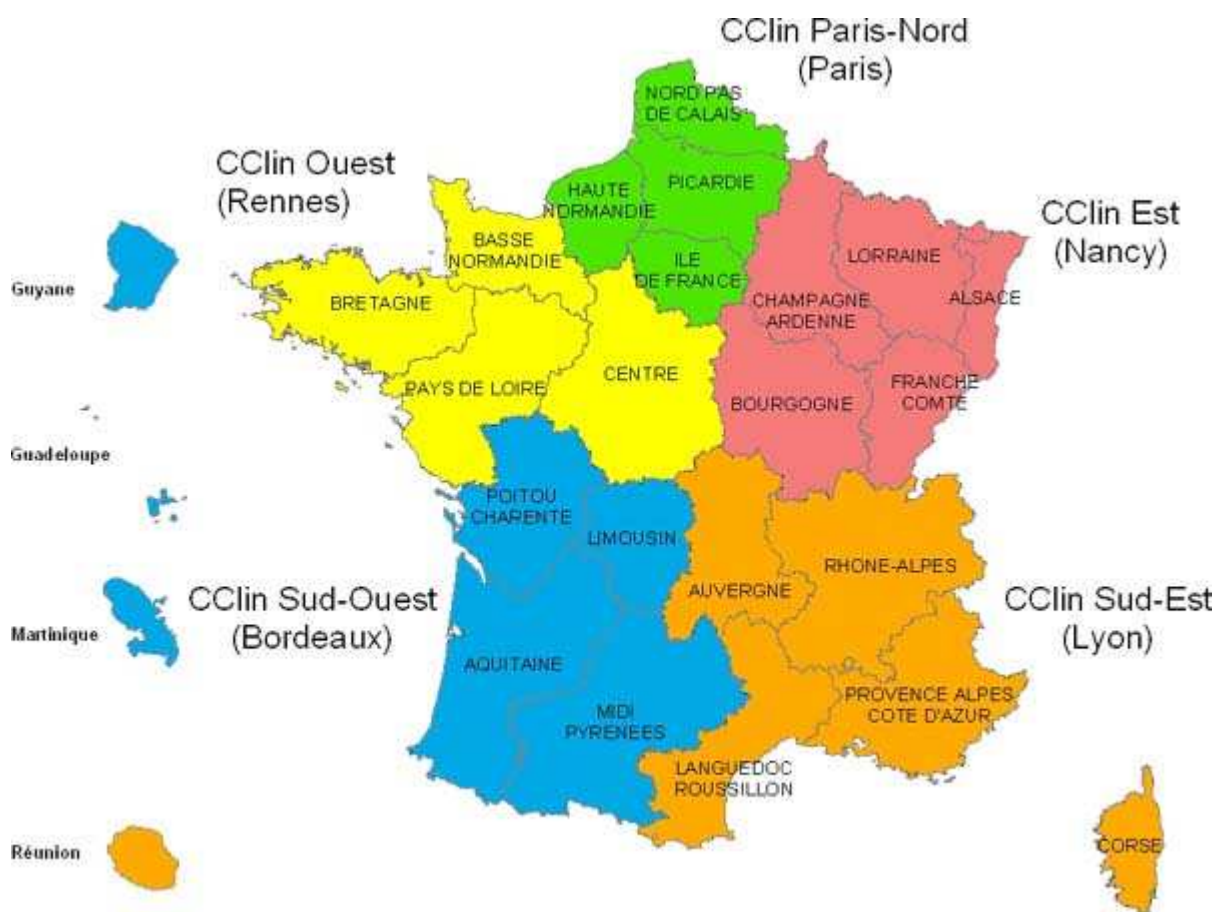 CClin Paris-Nord
(Paris)
NORD PAS
DE CALAIS
CClin Ouest
(Rennes)
HAUTE
NORMANDIE
PICARDIE
CClin Est
(Nancy)
BASSE
NORMANDIE
ILE
DE FRANCE
LORRAINE
Guyane
BRETAGNE
CHAMPAGNE
ARDENNE
ALSACE
PAYS DE LOIRE
CENTRE
BOURGOGNE
FRANCHE
COMTE
Guadeloupe
POITOU
CHARENTE
LIMOUSIN
AUVERGNE
RHONE-ALPES
CClin Sud-Ouest
(Bordeaux)
CClin Sud-Est
(Lyon)
Martinique
AQUITAINE
MIDI
PYRENEES
PROVENCE ALPES
COTE D'AZUR
LANGUEDOC
ROUSSILLON
Réunion
CORSE